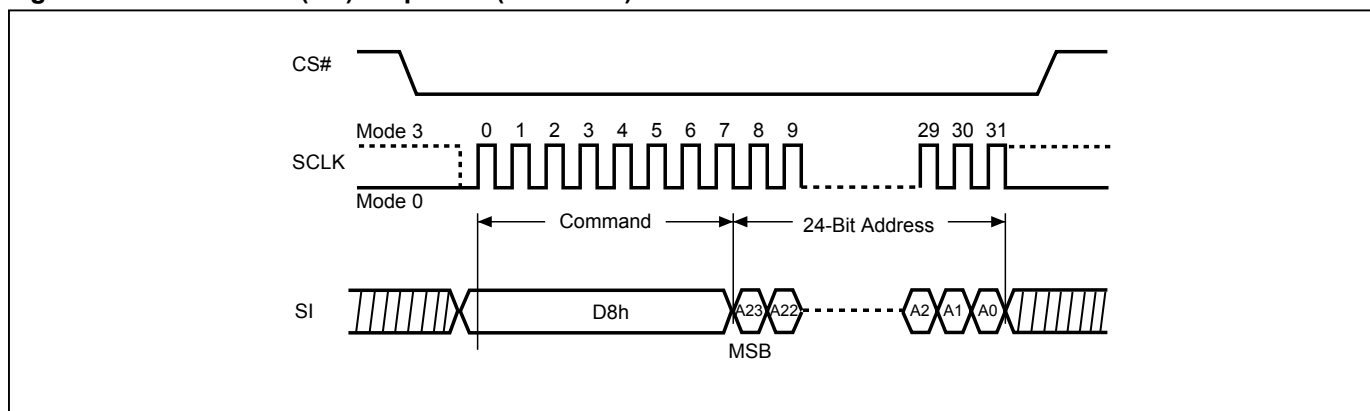 CS#
Mode 3
0 1 2 3 4 5 6 7 8 9 29 30 31
SCLK
Mode 0
Command
24-Bit Address
SI
D8h
A23 A22 A2 A1 A0
MSB